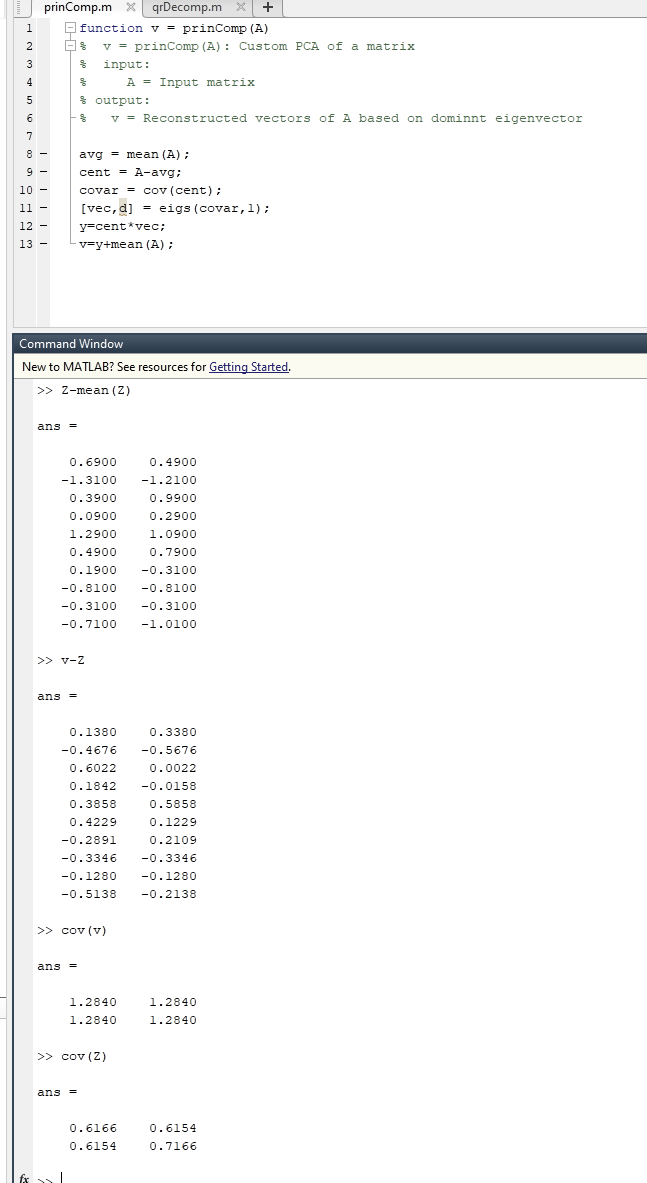 prinComp.m × qrDecomp.m × +
1 function v = prinComp(A)
2 % v = prinComp(A): Custom PCA of a matrix
3 % input:
4 % A = Input matrix
5 % output:
6 % v = Reconstructed vectors of A based on dominnt eigenvector
7
8 - avg = mean(A);
9 - cent = A-avg;
10 - covar = cov(cent);
11 - [vec,d] = eigs(covar,1);
12 - y=cent*vec;
13 - v=y+mean(A);
Command Window
New to MATLAB? See resources for Getting Started.
>> Z-mean(Z)
ans =
0.6900 0.4900
-1.3100 -1.2100
0.3900 0.9900
0.0900 0.2900
1.2900 1.0900
0.4900 0.7900
0.1900 -0.3100
-0.8100 -0.8100
-0.3100 -0.3100
-0.7100 -1.0100
>> v-Z
ans =
0.1380 0.3380
-0.4676 -0.5676
0.6022 0.0022
0.1842 -0.0158
0.3858 0.5858
0.4229 0.1229
-0.2891 0.2109
-0.3346 -0.3346
-0.1280 -0.1280
-0.5138 -0.2138
>> cov(v)
ans =
1.2840 1.2840
1.2840 1.2840
>> cov(Z)
ans =
0.6166 0.6154
0.6154 0.7166
fx >>